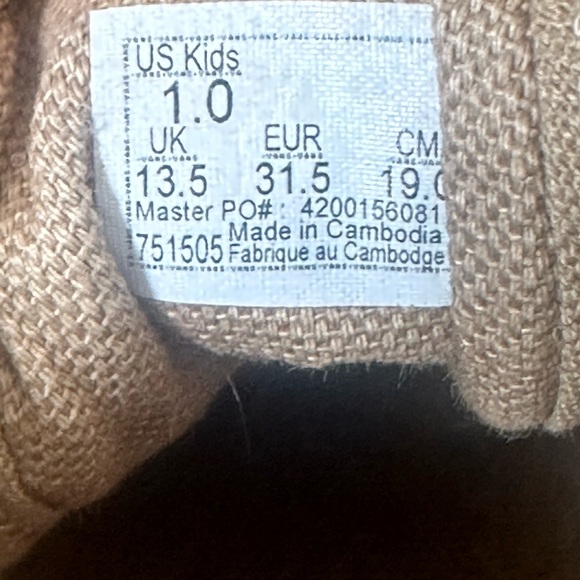 US Kids
1.0
UK EUR CM
13.5 31.5 19.0
Master PO#: 4200156081
751505 Made in Cambodia
Fabrique au Cambodge